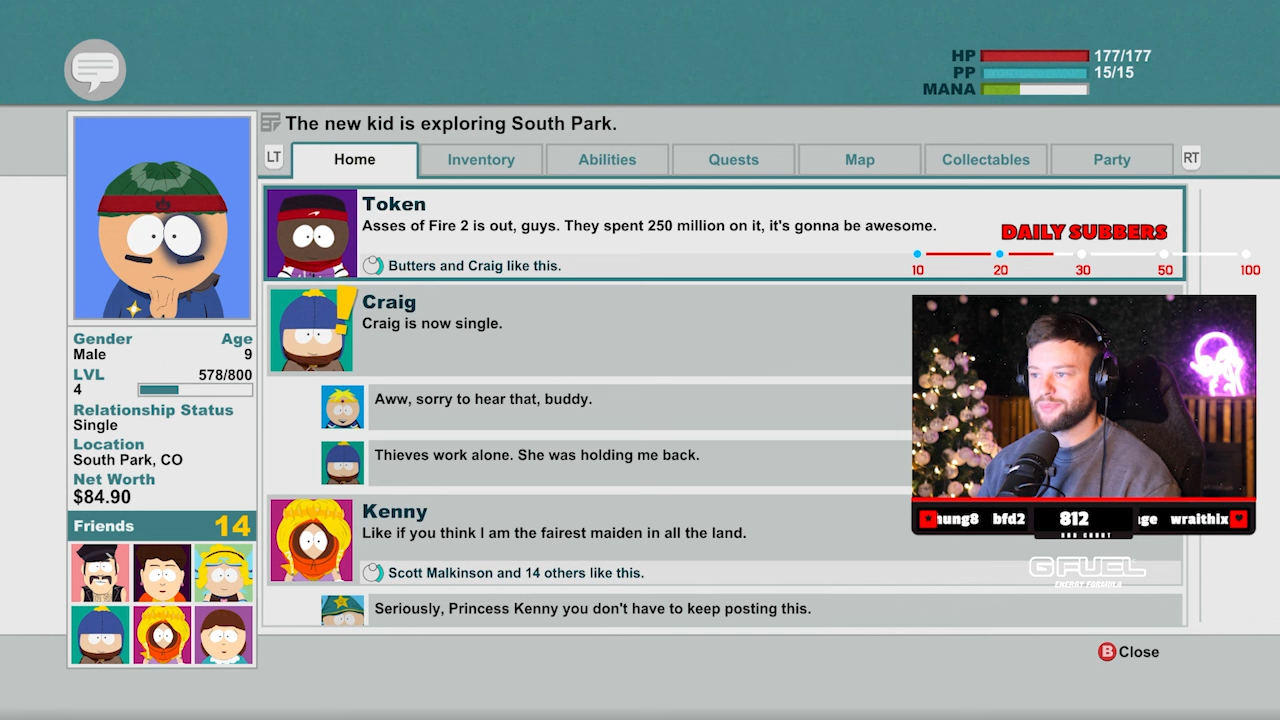 HP 177/177
PP 15/15
MANA
The new kid is exploring South Park.
LT Home Inventory Abilities Quests Map Collectables Party RT
Token
Asses of Fire 2 is out, guys. They spent 250 million on it, it's gonna be awesome.
Butters and Craig like this.
Craig
Craig is now single.
Aww, sorry to hear that, buddy.
Thieves work alone. She was holding me back.
Kenny
Like if you think I am the fairest maiden in all the land.
Scott Malkinson and 14 others like this.
Seriously, Princess Kenny you don't have to keep posting this.
Gender Age
Male 9
LVL 578/800
4
Relationship Status
Single
Location
South Park, CO
Net Worth
$84.90
Friends 14
DAILY SUBBERS
10 20 30 50 100
hung8 bfd2 812 ge wraithix
SUB COUNT
G FUEL
ENERGY FORMULA
B Close